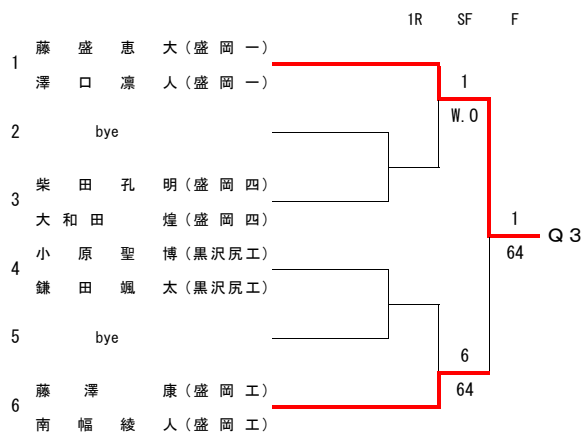 1R SF F
藤 盛 恵 大(盛岡一)
1
澤 口 凛 人(盛岡一)
1
W.O
2 bye
柴 田 孔 明(盛岡四)
3
大 和 田 煌(盛岡四)
1
Q3
64
小 原 聖 博(黒沢尻工)
4
鎌 田 颯 太(黒沢尻工)
5 bye
6
64
藤 澤 康(盛岡工)
6
南 幅 綾 人(盛岡工)